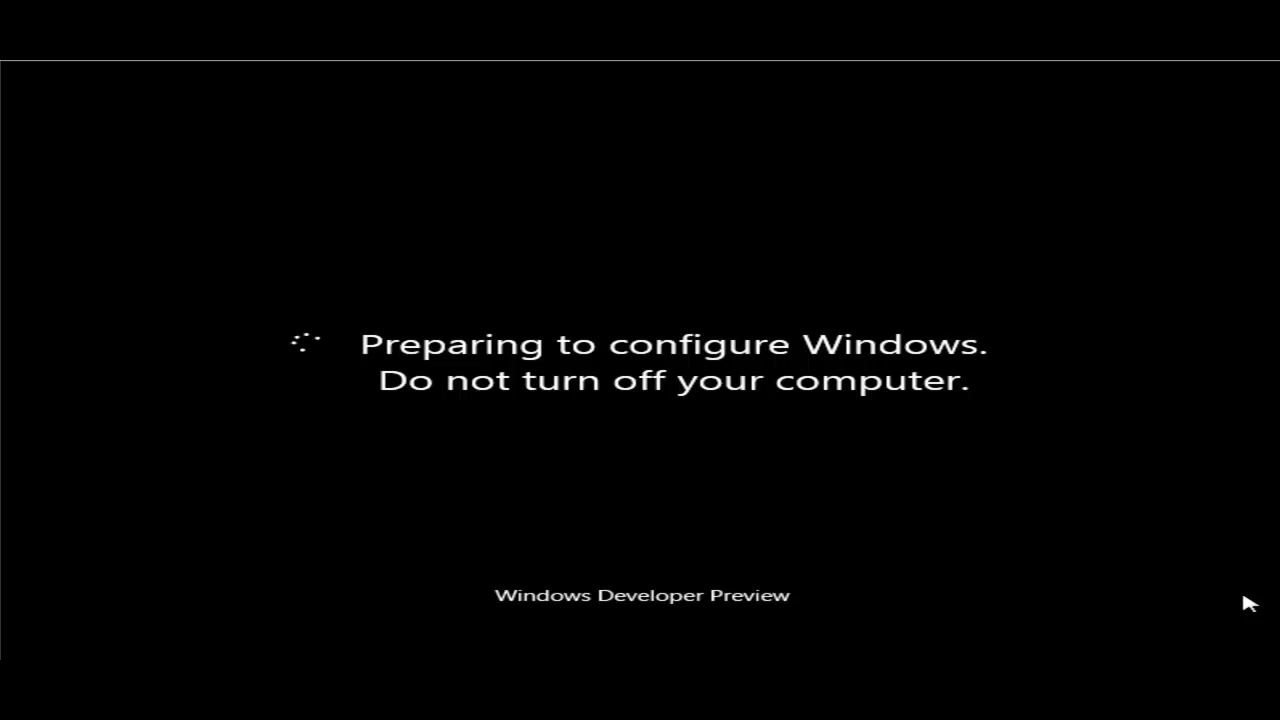 Preparing to configure Windows.
Do not turn off your computer.
Windows Developer Preview